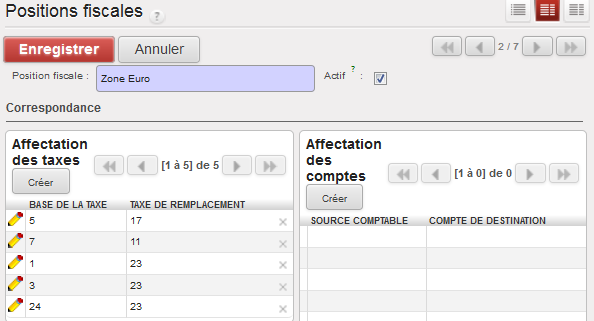 Positions fiscales ?
Enregistrer Annuler 2 / 7
Position fiscale : Zone Euro Actif ? :
Correspondance
Affectation des taxes
[1 à 5] de 5
Créer
BASE DE LA TAXE TAXE DE REMPLACEMENT
5 17
7 11
1 23
3 23
24 23
Affectation des comptes
[1 à 0] de 0
Créer
SOURCE COMPTABLE COMPTE DE DESTINATION